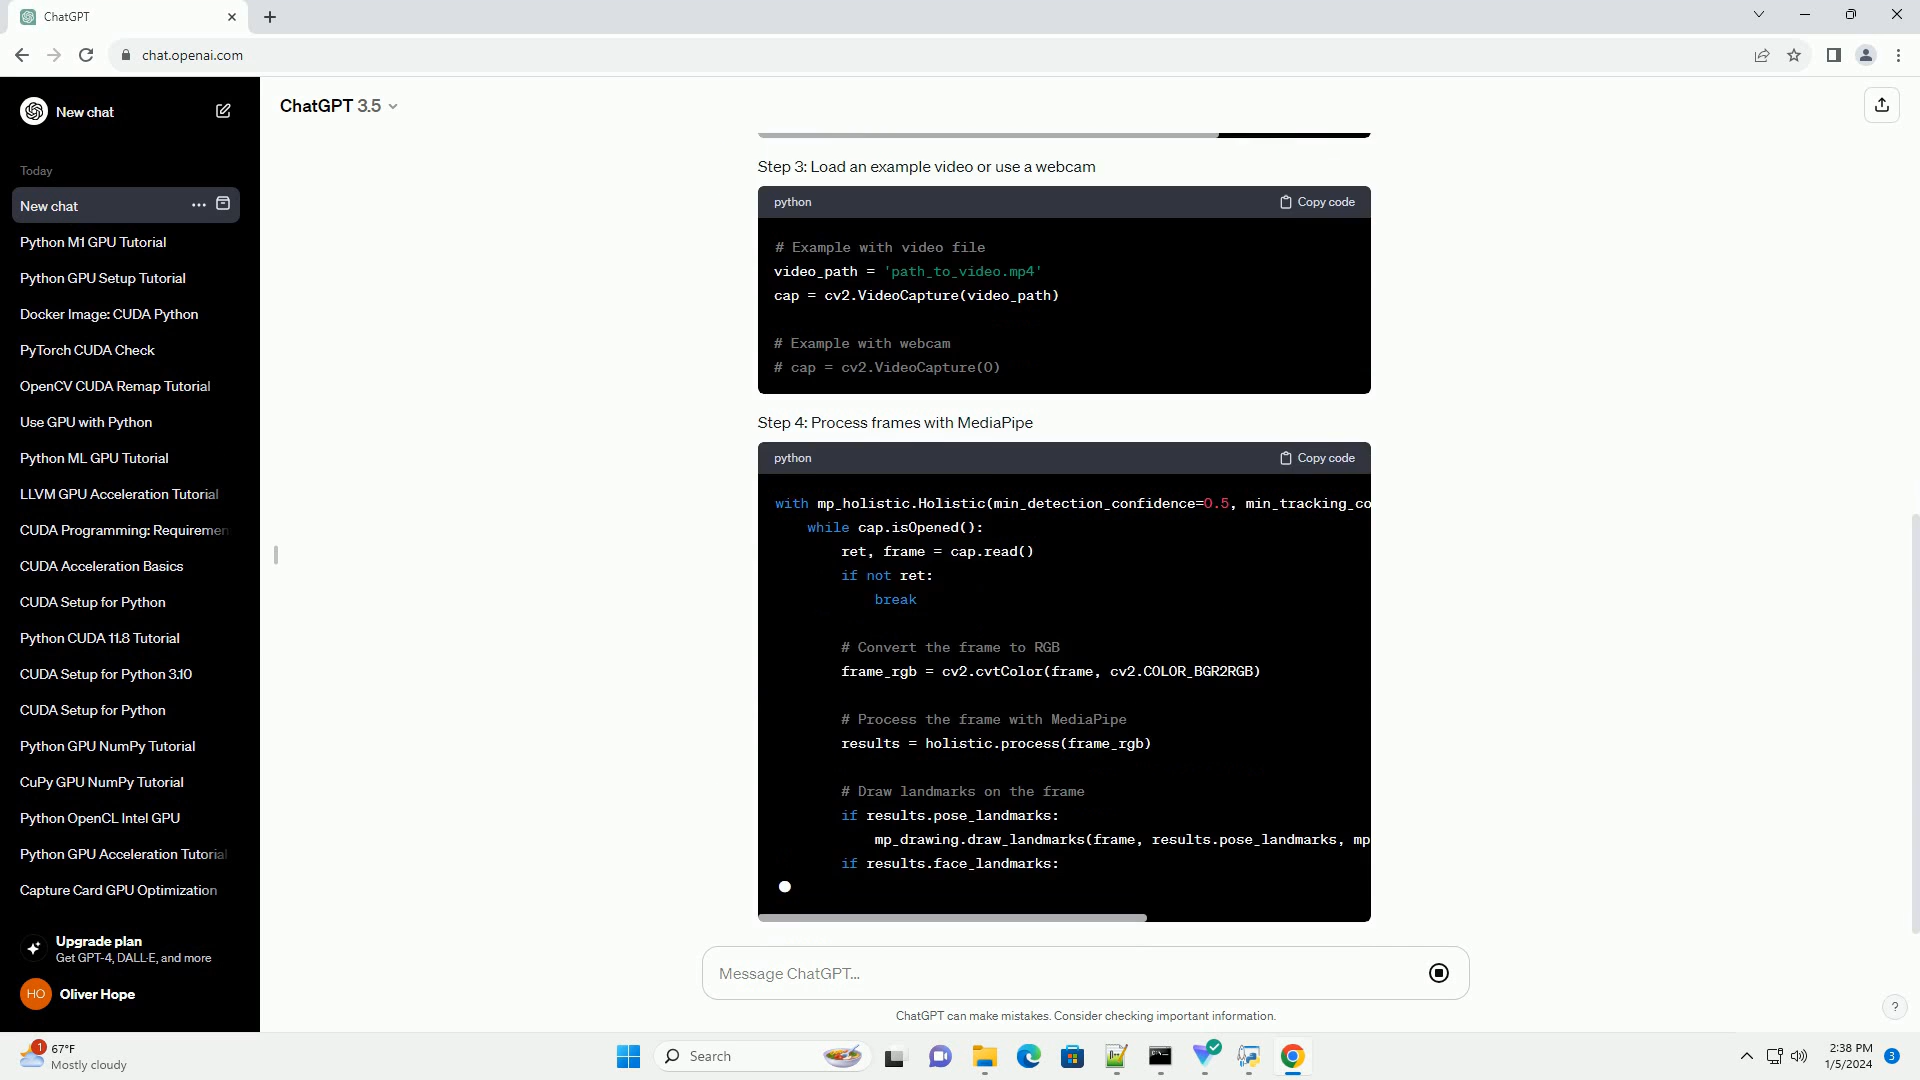 ChatGPT
chat.openai.com
New chat
Today
New chat
Python M1 GPU Tutorial
Python GPU Setup Tutorial
Docker Image: CUDA Python
PyTorch CUDA Check
OpenCV CUDA Remap Tutorial
Use GPU with Python
Python ML GPU Tutorial
LLVM GPU Acceleration Tutorial
CUDA Programming: Requiremen
CUDA Acceleration Basics
CUDA Setup for Python
Python CUDA 11.8 Tutorial
CUDA Setup for Python 3.10
CUDA Setup for Python
Python GPU NumPy Tutorial
CuPy GPU NumPy Tutorial
Python OpenCL Intel GPU
Python GPU Acceleration Tutorial
Capture Card GPU Optimization
Upgrade plan
Get GPT-4, DALL·E, and more
HO Oliver Hope
ChatGPT 3.5
Step 3: Load an example video or use a webcam
python Copy code
# Example with video file
video_path = 'path_to_video.mp4'
cap = cv2.VideoCapture(video_path)
# Example with webcam
# cap = cv2.VideoCapture(0)
Step 4: Process frames with MediaPipe
python Copy code
with mp_holistic.Holistic(min_detection_confidence=0.5, min_tracking_co
while cap.isOpened():
ret, frame = cap.read()
if not ret:
break
# Convert the frame to RGB
frame_rgb = cv2.cvtColor(frame, cv2.COLOR_BGR2RGB)
# Process the frame with MediaPipe
results = holistic.process(frame_rgb)
# Draw landmarks on the frame
if results.pose_landmarks:
mp_drawing.draw_landmarks(frame, results.pose_landmarks, mp
if results.face_landmarks:
Message ChatGPT...
ChatGPT can make mistakes. Consider checking important information.
?
1
67°F
Mostly cloudy
Search
2:38 PM
1/5/2024
3